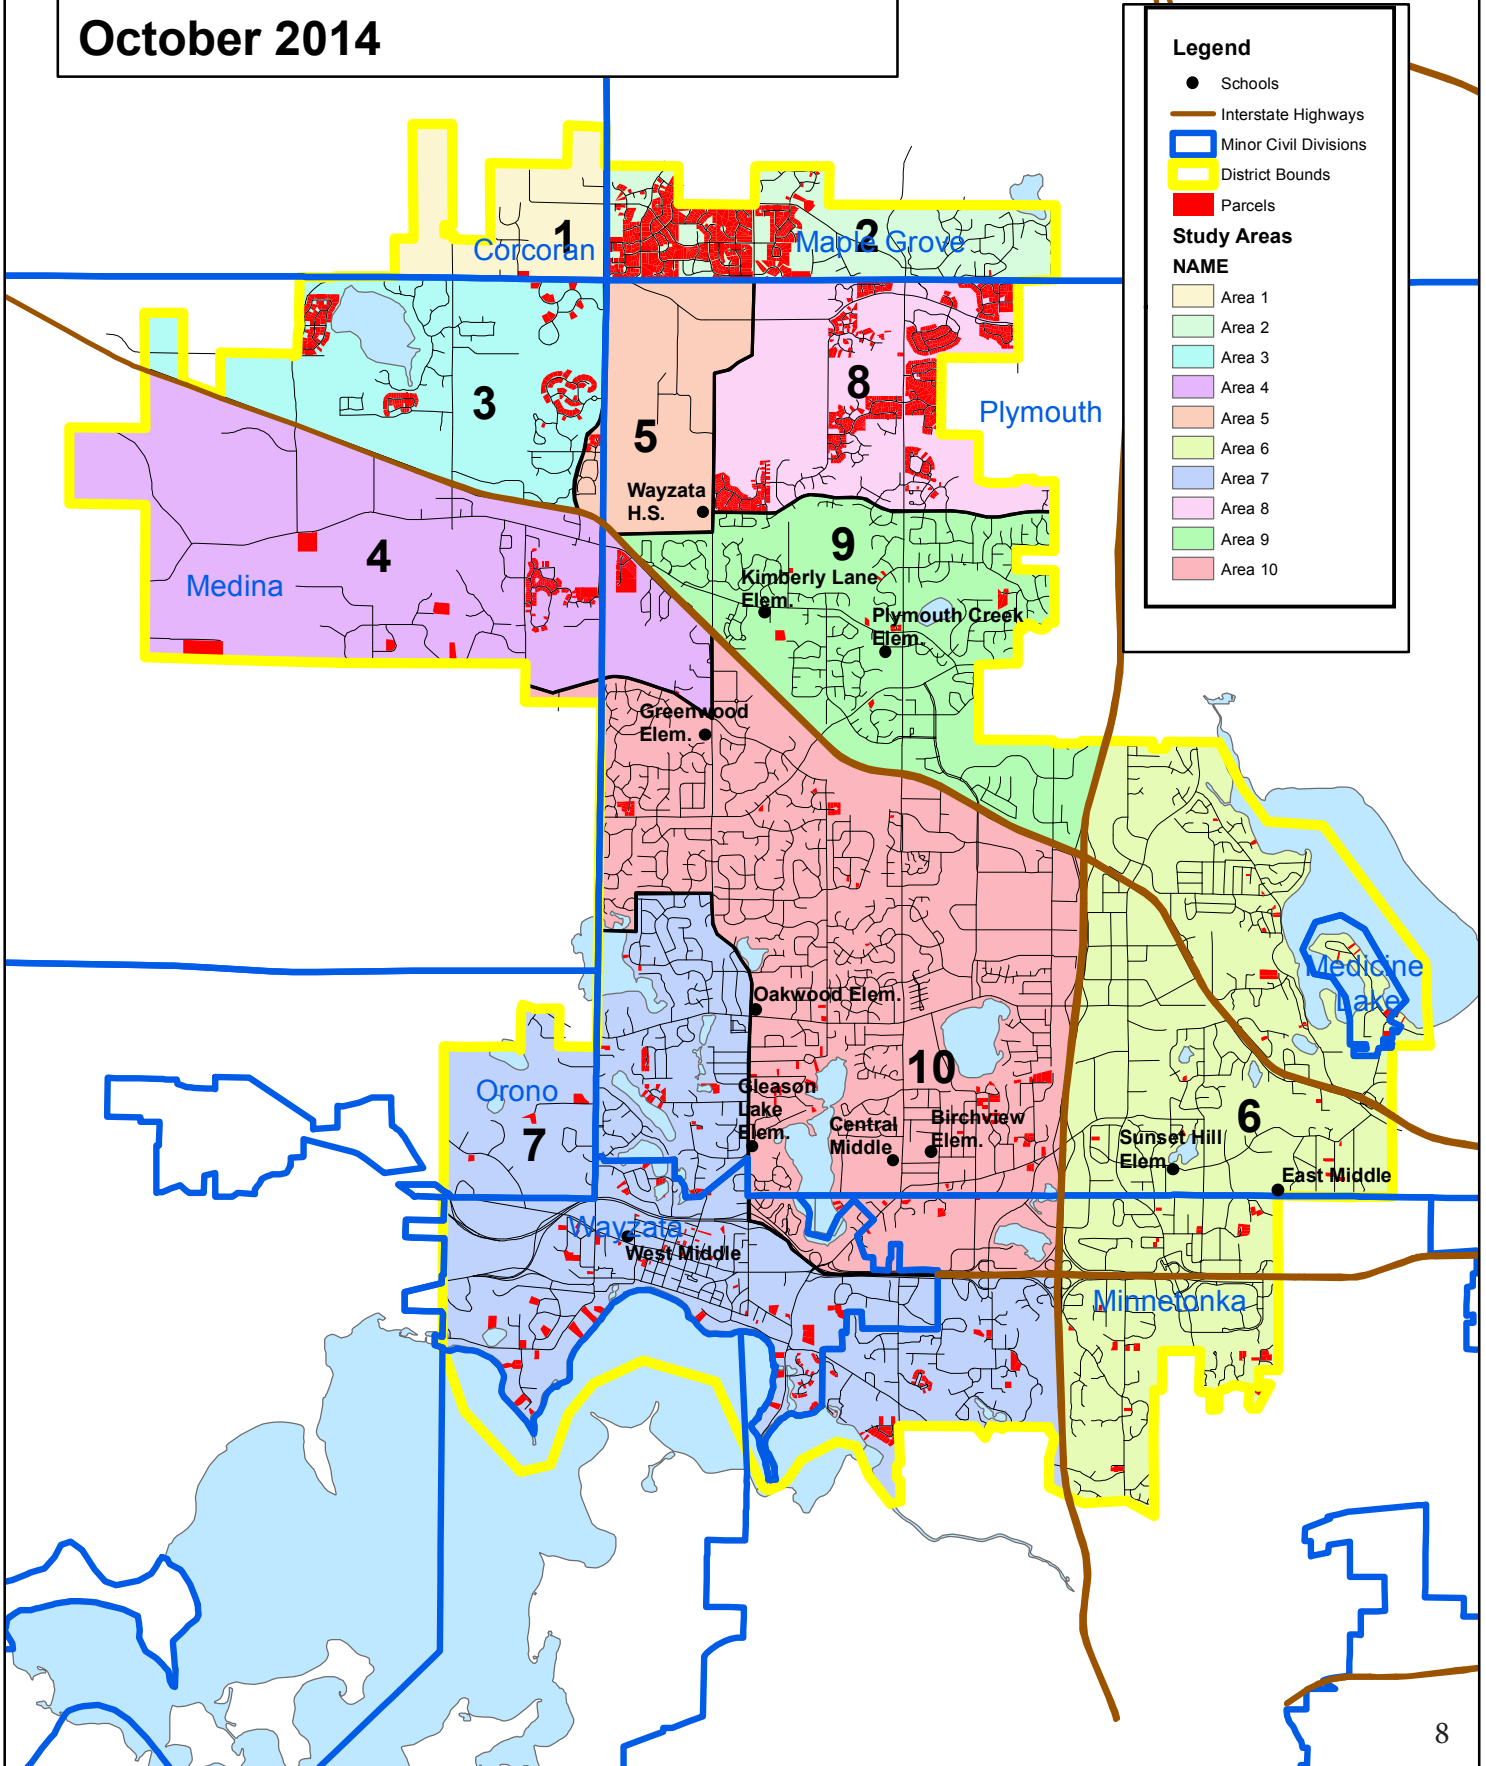 October 2014
Legend
Schools
Interstate Highways
Minor Civil Divisions
District Bounds
Parcels
Study Areas
NAME
Area 1
Area 2
Area 3
Area 4
Area 5
Area 6
Area 7
Area 8
Area 9
Area 10
1
Corcoran
2
Maple Grove
3
8
Plymouth
5
Wayzata
H.S.
4
Medina
9
Kimberly Lane
Elem.
Plymouth Creek
Elem.
Greenwood
Elem.
Medicine
Lake
Oakwood Elem.
10
Orono
7
Gleason
Lake
Elem.
Central
Middle
Birchview
Elem.
6
Sunset Hill
Elem.
East Middle
Wayzata
West Middle
Minnetonka
8